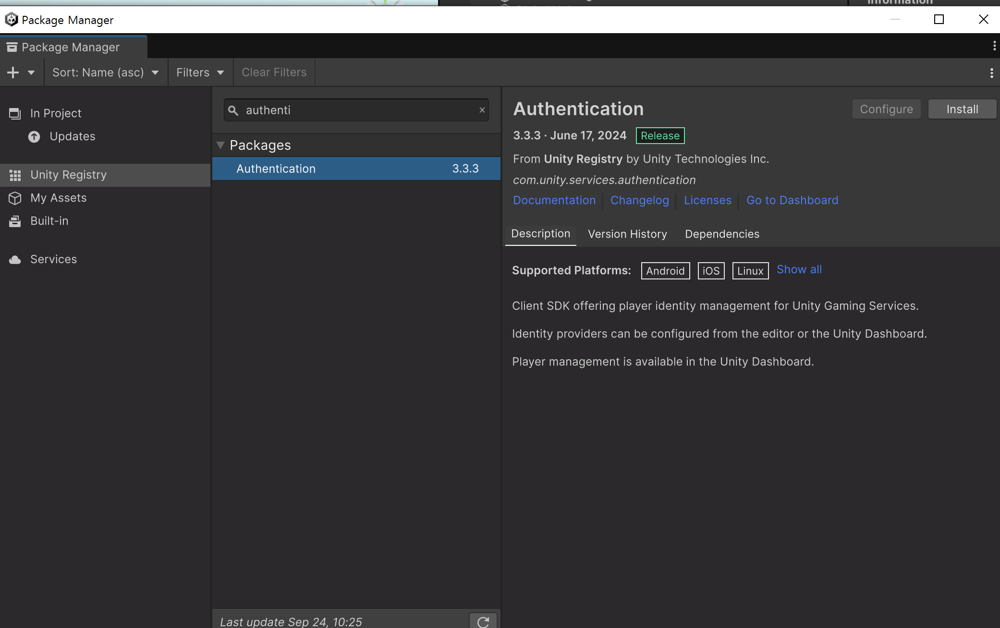 Information
Package Manager
Package Manager
Sort: Name (asc)
Filters
Clear Filters
In Project
Updates
Unity Registry
My Assets
Built-in
Services
authenti
Packages
Authentication 3.3.3
Last update Sep 24, 10:25
Authentication
Configure
Install
3.3.3 · June 17, 2024 Release
From Unity Registry by Unity Technologies Inc.
com.unity.services.authentication
Documentation Changelog Licenses Go to Dashboard
Description Version History Dependencies
Supported Platforms: Android iOS Linux Show all
Client SDK offering player identity management for Unity Gaming Services.
Identity providers can be configured from the editor or the Unity Dashboard.
Player management is available in the Unity Dashboard.